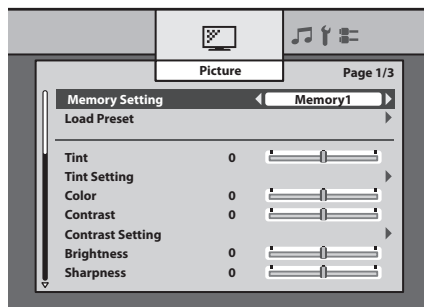 Picture
Page 1/3
Memory Setting Memory1
Load Preset
Tint 0
Tint Setting
Color 0
Contrast 0
Contrast Setting
Brightness 0
Sharpness 0